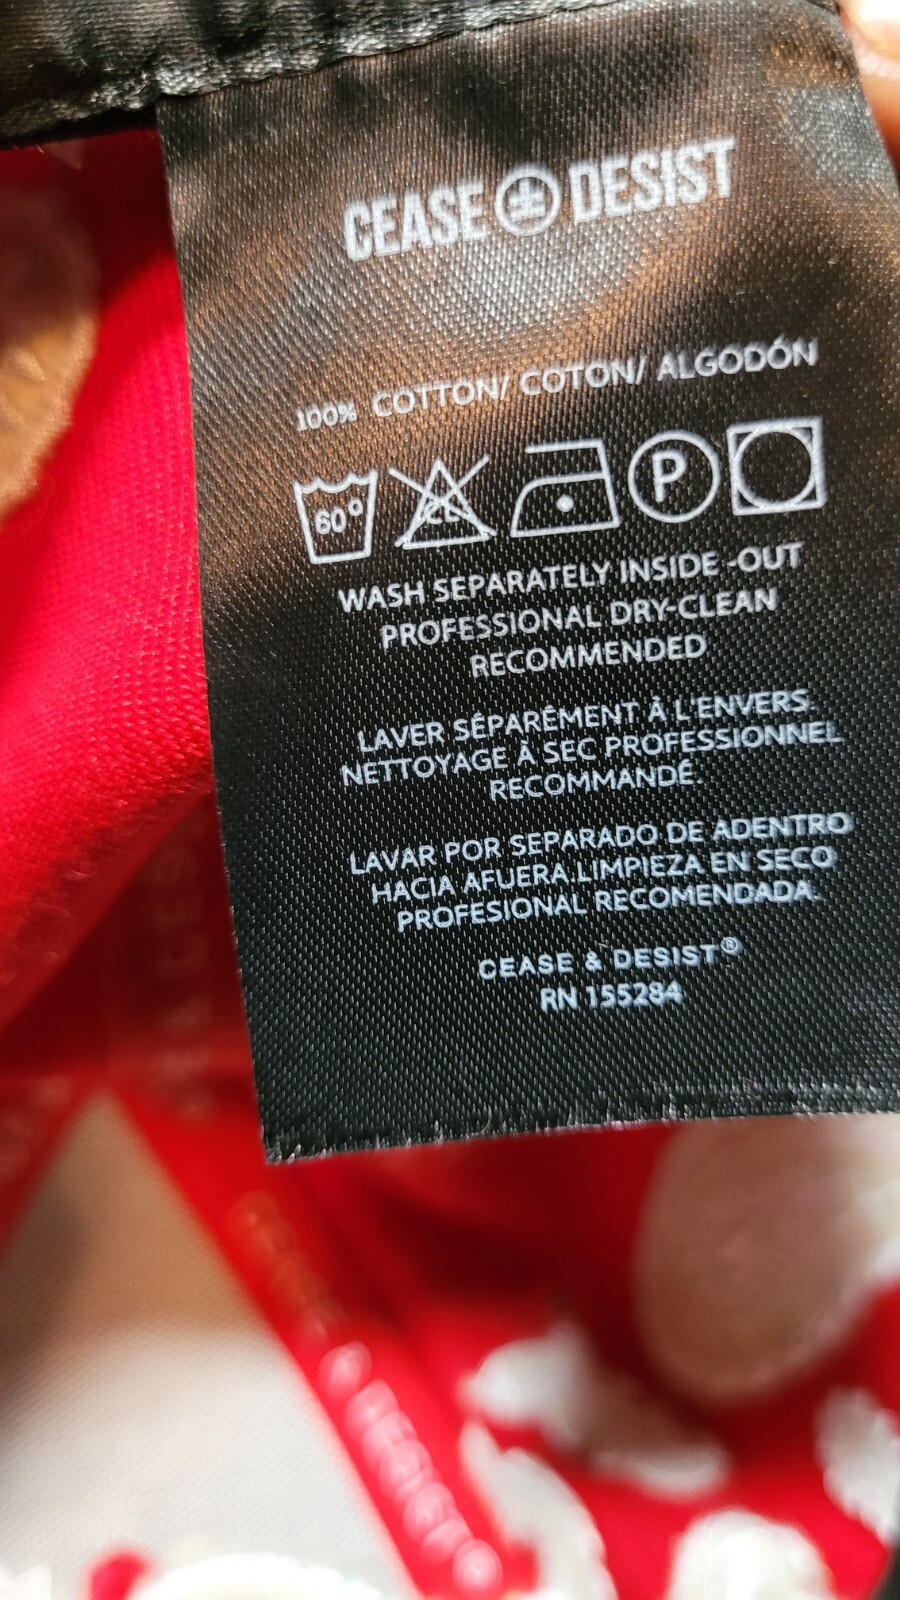 CEASE DESIST
100% COTTON/ COTON/ ALGODÓN
60° CL P
WASH SEPARATELY INSIDE -OUT
PROFESSIONAL DRY-CLEAN
RECOMMENDED
LAVER SÉPARÉMENT À L'ENVERS.
NETTOYAGE À SEC PROFESSIONNEL
RECOMMANDÉ.
LAVAR POR SEPARADO DE ADENTRO
HACIA AFUERA.LIMPIEZA EN SECO
PROFESIONAL RECOMENDADA.
CEASE & DESIST®
RN 155284